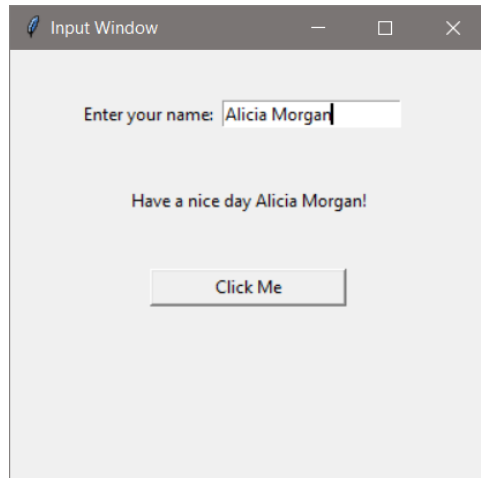 Input Window
Enter your name: Alicia Morgan
Have a nice day Alicia Morgan!
Click Me